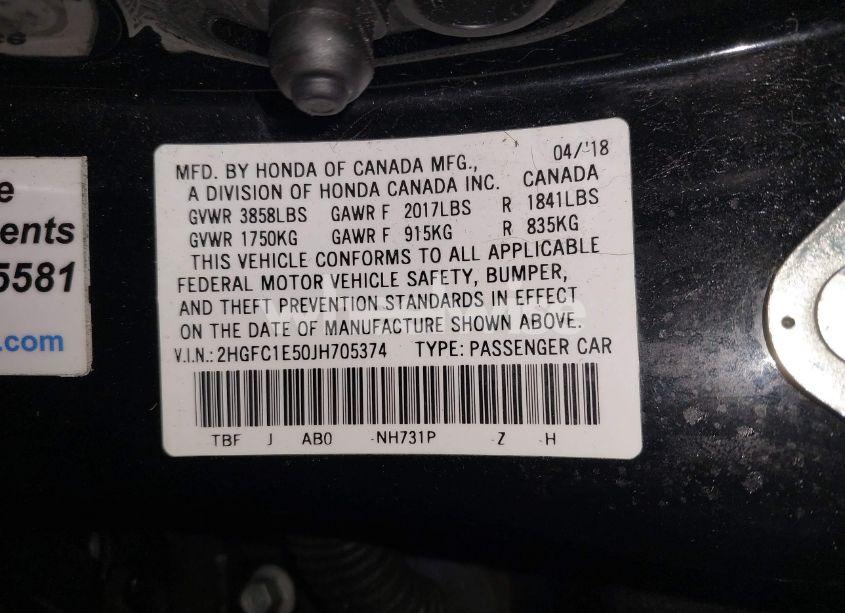 MFD. BY HONDA OF CANADA MFG., 04/'18
A DIVISION OF HONDA CANADA INC. CANADA
GVWR 3858LBS GAWR F 2017LBS R 1841LBS
GVWR 1750KG GAWR F 915KG R 835KG
THIS VEHICLE CONFORMS TO ALL APPLICABLE
FEDERAL MOTOR VEHICLE SAFETY, BUMPER,
AND THEFT PREVENTION STANDARDS IN EFFECT
ON THE DATE OF MANUFACTURE SHOWN ABOVE.
V.I.N.: 2HGFC1E50JH705374 TYPE: PASSENGER CAR
TBF J AB0 -NH731P -Z -H
e
ents
5581
.com